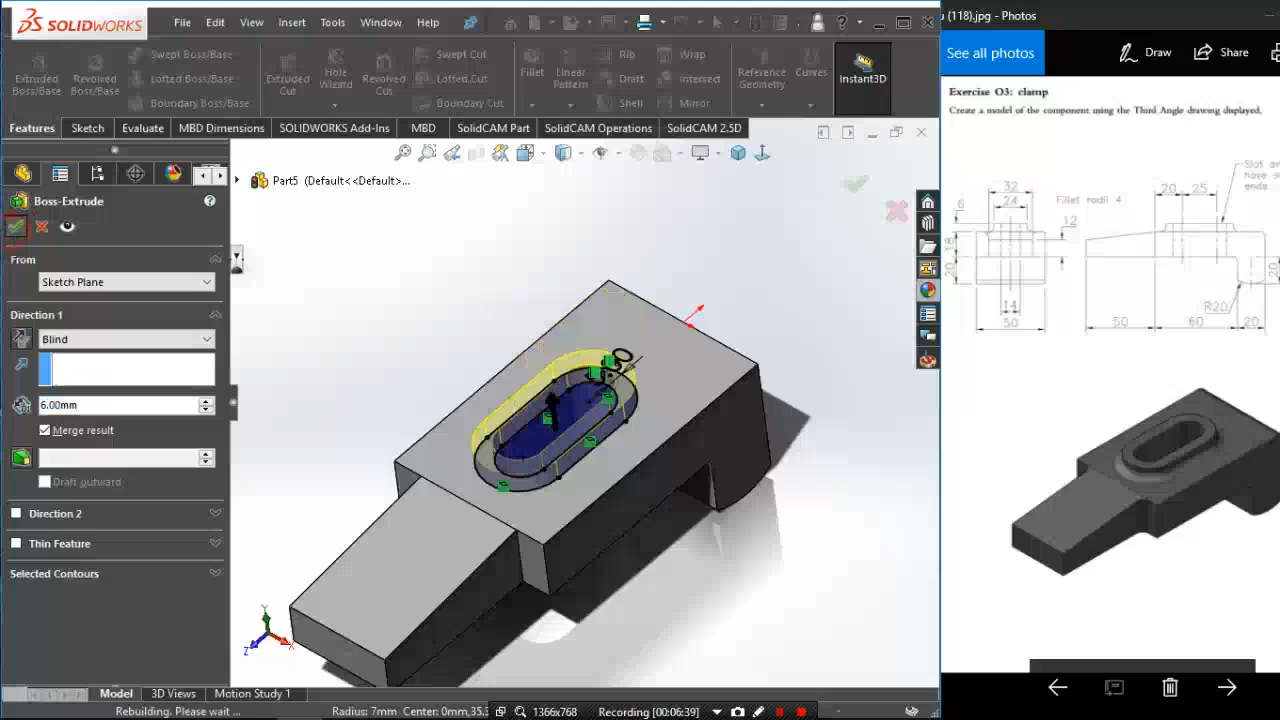 SOLIDWORKS File Edit View Insert Tools Window Help
Extruded Boss/Base
Revolved Boss/Base
Swept Boss/Base
Lofted Boss/Base
Boundary Boss/Base
Extruded Cut
Hole Wizard
Revolved Cut
Swept Cut
Lofted Cut
Boundary Cut
Fillet
Linear Pattern
Rib
Draft
Shell
Wrap
Intersect
Mirror
Reference Geometry
Curves
Instant3D
Features Sketch Evaluate MBD Dimensions SOLIDWORKS Add-Ins MBD SolidCAM Part SolidCAM Operations SolidCAM 2.5D
Part5 (Default<<Default>...
Boss-Extrude
From
Sketch Plane
Direction 1
Blind
6.00mm
Merge result
Draft outward
Direction 2
Thin Feature
Selected Contours
Y
X
Z
Model 3D Views Motion Study 1
Rebuilding. Please wait ...
Radius: 7mm Center: 0mm,35.
1366x768
Recording [00:06:39]
(118).jpg - Photos
See all photos
Draw
Share
Exercise O3: clamp
Create a model of the component using the Third Angle drawing displayed.
32
24
6
18
20
12
14
50
Fillet radii 4
20 25
R20
50 60 20
20